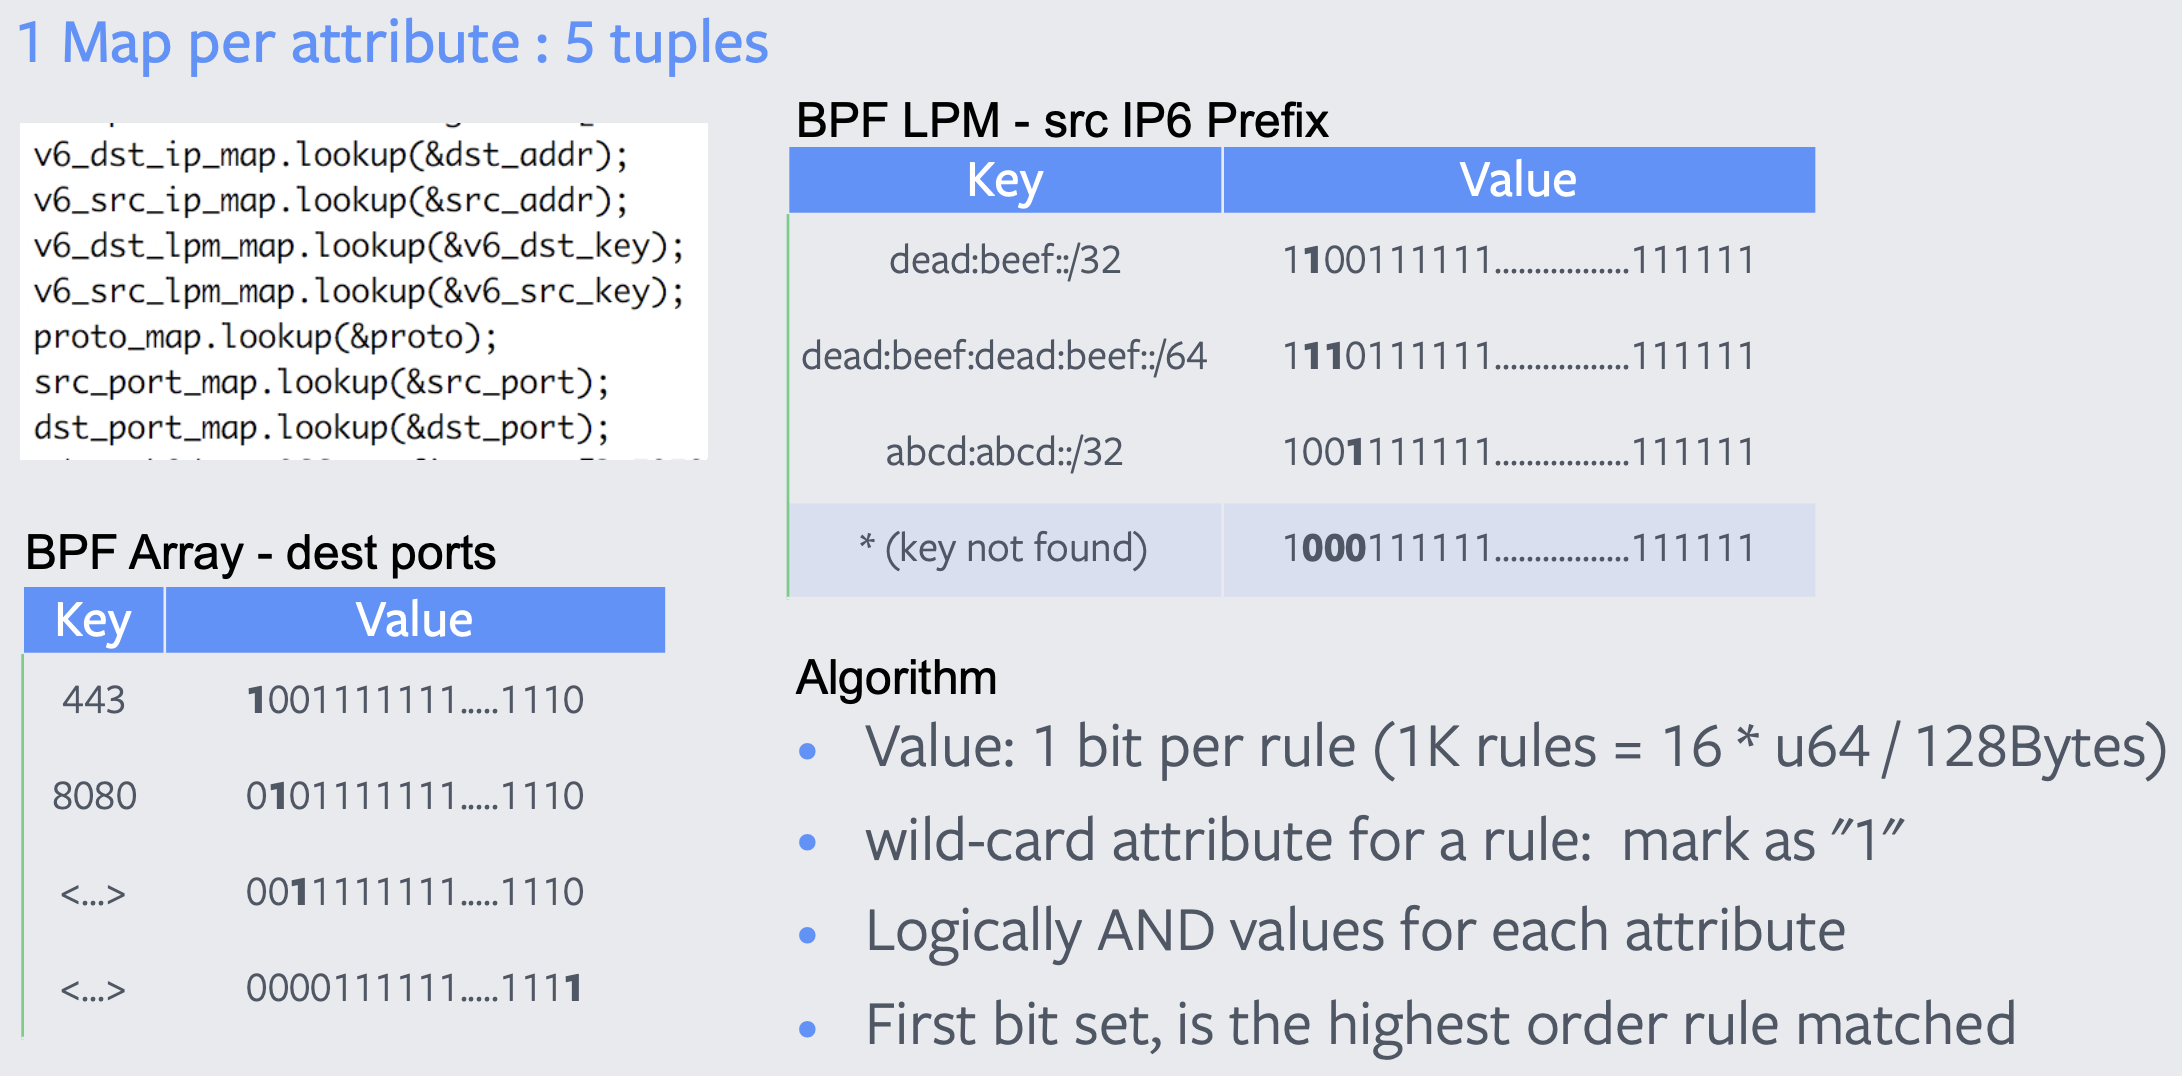 1 Map per attribute : 5 tuples
v6_dst_ip_map.lookup(&dst_addr);
v6_src_ip_map.lookup(&src_addr);
v6_dst_lpm_map.lookup(&v6_dst_key);
v6_src_lpm_map.lookup(&v6_src_key);
proto_map.lookup(&proto);
src_port_map.lookup(&src_port);
dst_port_map.lookup(&dst_port);
BPF Array - dest ports
Key Value
443 1001111111.....1110
8080 0101111111.....1110
<...> 0011111111.....1110
<...> 0000111111.....1111
BPF LPM - src IP6 Prefix
Key Value
dead:beef::/32 1100111111.................111111
dead:beef:dead:beef::/64 1110111111.................111111
abcd:abcd::/32 1001111111.................111111
* (key not found) 1000111111.................111111
Algorithm
• Value: 1 bit per rule (1K rules = 16 * u64 / 128Bytes)
• wild-card attribute for a rule: mark as "1"
• Logically AND values for each attribute
• First bit set, is the highest order rule matched